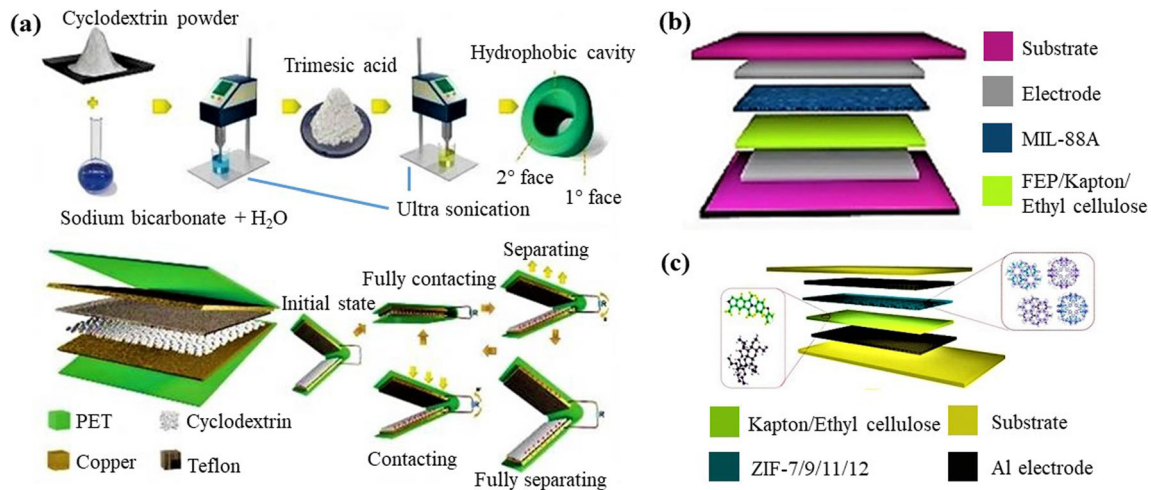 (a)
Cyclodextrin powder
Trimesic acid
Hydrophobic cavity
2° face
1° face
Sodium bicarbonate + H₂O
Ultra sonication
Initial state
Fully contacting
Separating
R
R
R
R
Contacting
Fully separating
PET
Cyclodextrin
Copper
Teflon
(b)
Substrate
Electrode
MIL-88A
FEP/Kapton/
Ethyl cellulose
(c)
Kapton/Ethyl cellulose
Substrate
ZIF-7/9/11/12
Al electrode